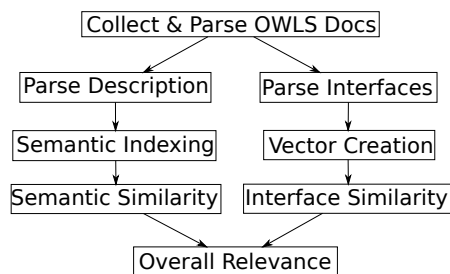 Collect & Parse OWLS Docs
Parse Description
Parse Interfaces
Semantic Indexing
Vector Creation
Semantic Similarity
Interface Similarity
Overall Relevance